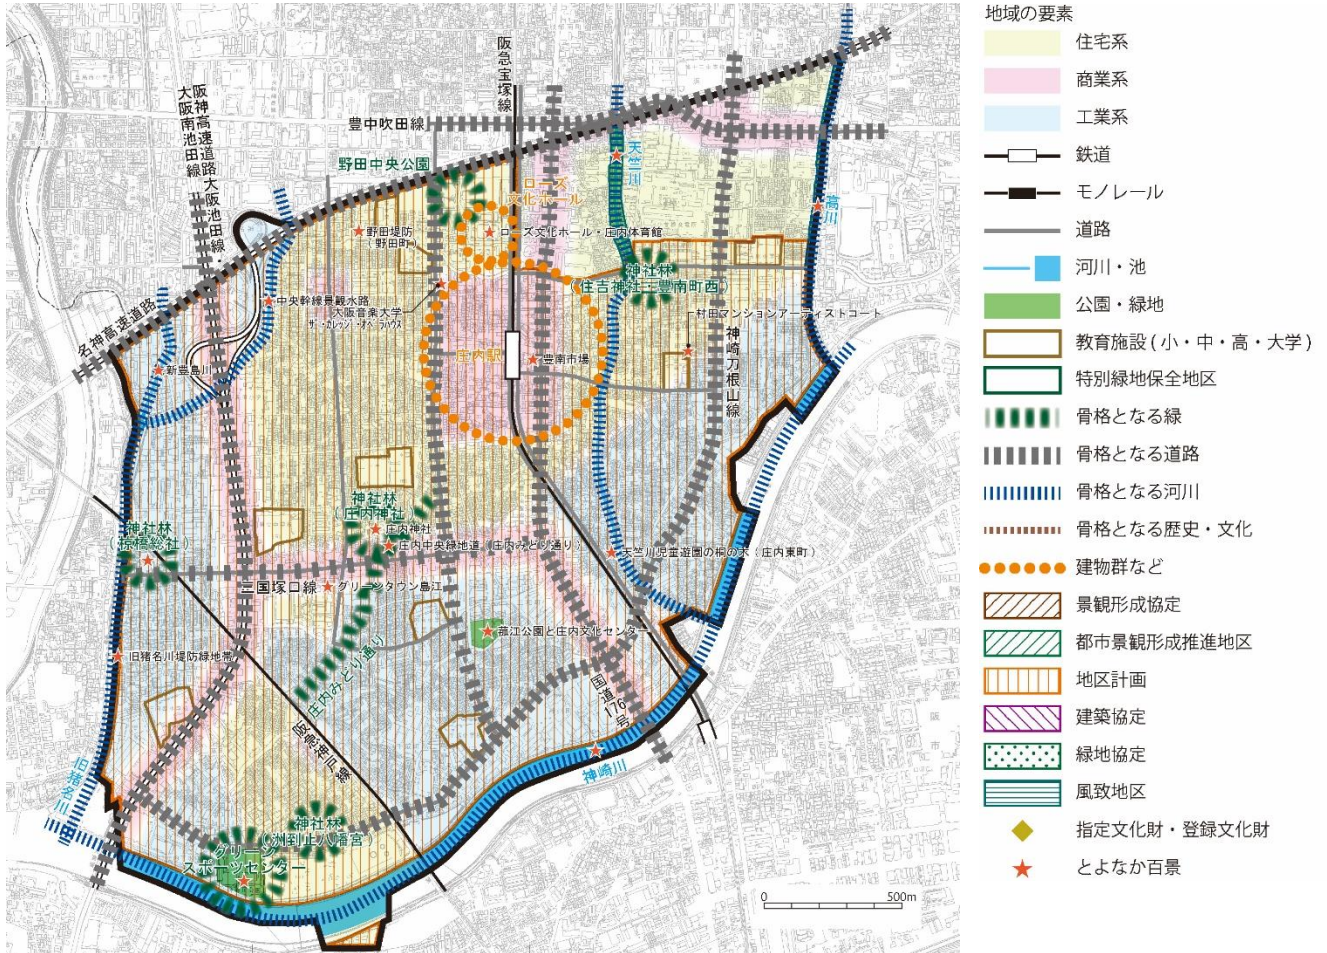 地域の要素
住宅系
商業系
工業系
鉄道
モノレール
道路
河川・池
公園・緑地
教育施設(小・中・高・大学)
特別緑地保全地区
骨格となる緑
骨格となる道路
骨格となる河川
骨格となる歴史・文化
建物群など
景観形成協定
都市景観形成推進地区
地区計画
建築協定
緑地協定
風致地区
指定文化財・登録文化財
とよなか百景
阪急宝塚線
豊中吹田線
阪神高速道路大阪池田線
大阪南池田線
野田中央公園
天竺川
高川
ローズ
文化ホール
野田堤防
(野田町)
ローズ文化ホール・庄内体育館
神社林
(住吉神社・豊南町西)
中央幹線景観水路
大阪音楽大学
ザ・カレッジ・オペラハウス
村田マンションアーティストコート
名神高速道路
新豊島川
庄内駅
豊南市場
神崎刀根山線
神社林
(庄内神社)
庄内神社
庄内中央緑地道(庄内みどり通り)
神社林
(椋橋総社)
天竺川児童遊園の桐の木(庄内東町)
三国塚口線
グリーンタウン島江
菰江公園と庄内文化センター
旧猪名川堤防緑地帯
庄内みどり通り
国道176号
阪急神戸線
旧猪名川
神崎川
神社林
(洲到止八幡宮)
グリーン
スポーツセンター
0
500m